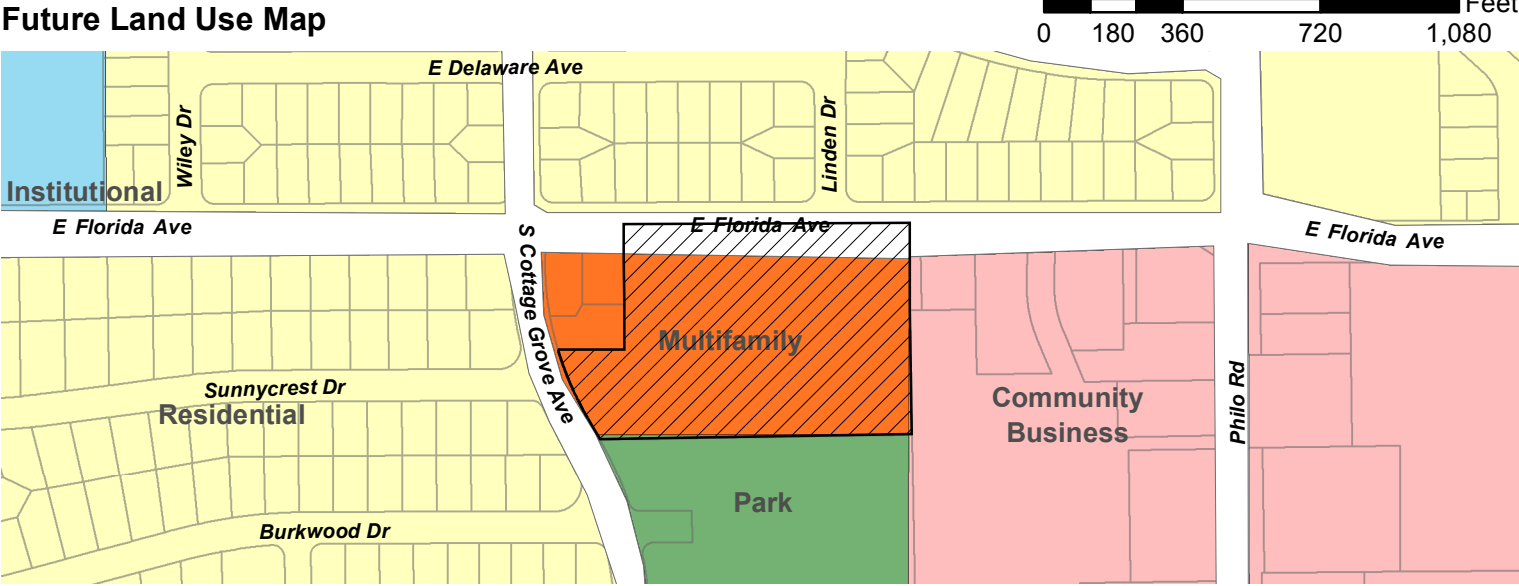 Feet
Future Land Use Map
0 180 360 720 1,080
E Delaware Ave
Wiley Dr
Linden Dr
Institutional
E Florida Ave
E Florida Ave
E Florida Ave
S Cottage Grove Ave
Multifamily
Sunnycrest Dr
Residential
Community
Business
Philo Rd
Park
Burkwood Dr